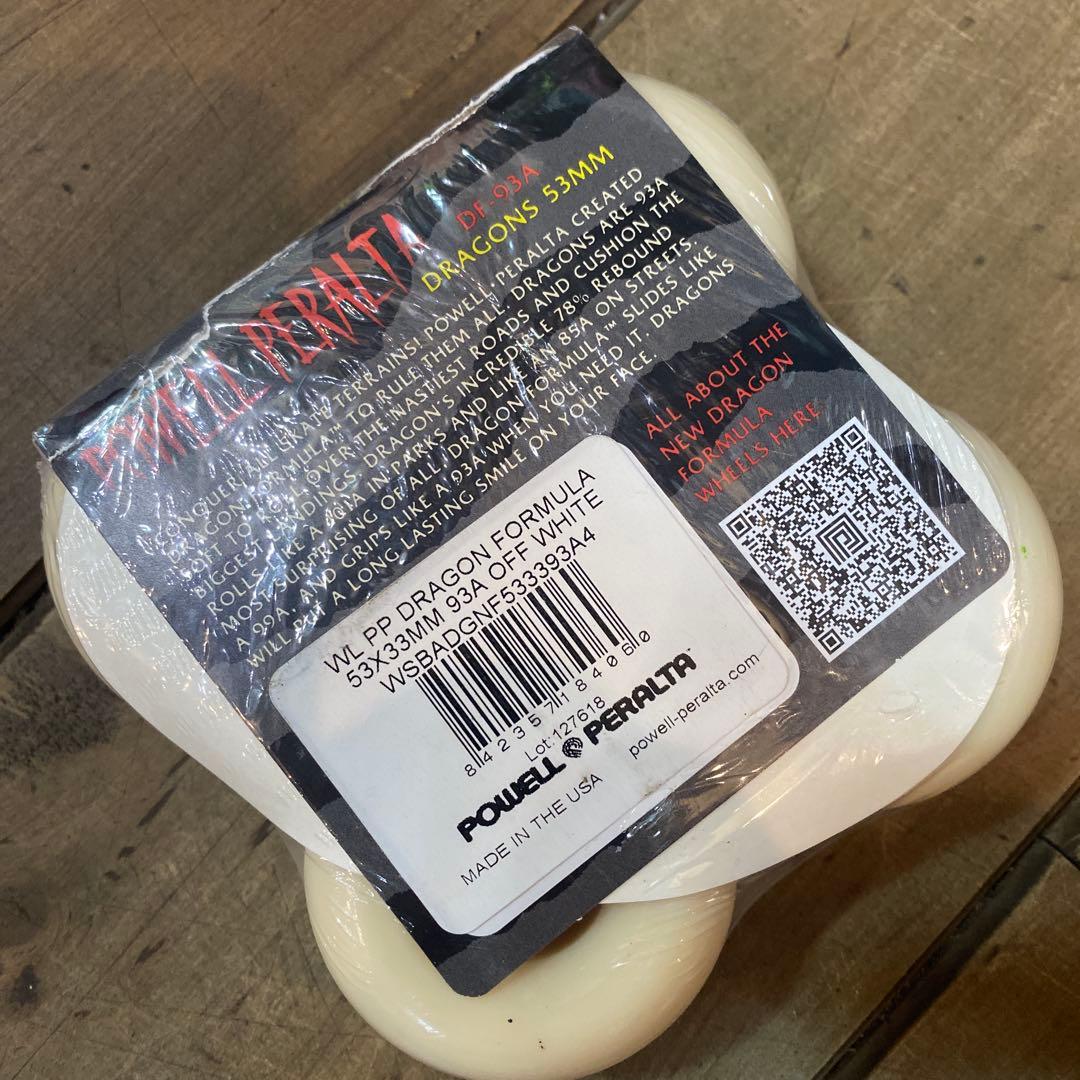 POWELL PERALTA
DF-93A
DRAGONS 53MM
CONQUER ALL SKATE TERRAINS! POWELL-PERALTA CREATED
DRAGON FORMULA™ TO RULE THEM ALL. DRAGONS ARE 93A
SOFT TO ROLL OVER THE NASTIEST ROADS AND CUSHION THE
BIGGEST LANDINGS. DRAGON'S INCREDIBLE 78% REBOUND
ROLLS LIKE A IN PARKS AND LIKE AN 85A ON STREETS.
MOST SURPRISING OF ALL, DRAGON FORMULA™ SLIDES LIKE
A 99A, AND GRIPS LIKE A 93A WHEN YOU NEED IT. DRAGONS
WILL PUT A LONG LASTING SMILE ON YOUR FACE.
ALL ABOUT THE
NEW DRAGON
FORMULA
WHEELS HERE
WL PP DRAGON FORMULA
53X33MM 93A OFF WHITE
WSBADGNF533393A4
8 42357 18406 0
Lot:127618
POWELL PERALTA™
MADE IN THE USA powell-peralta.com